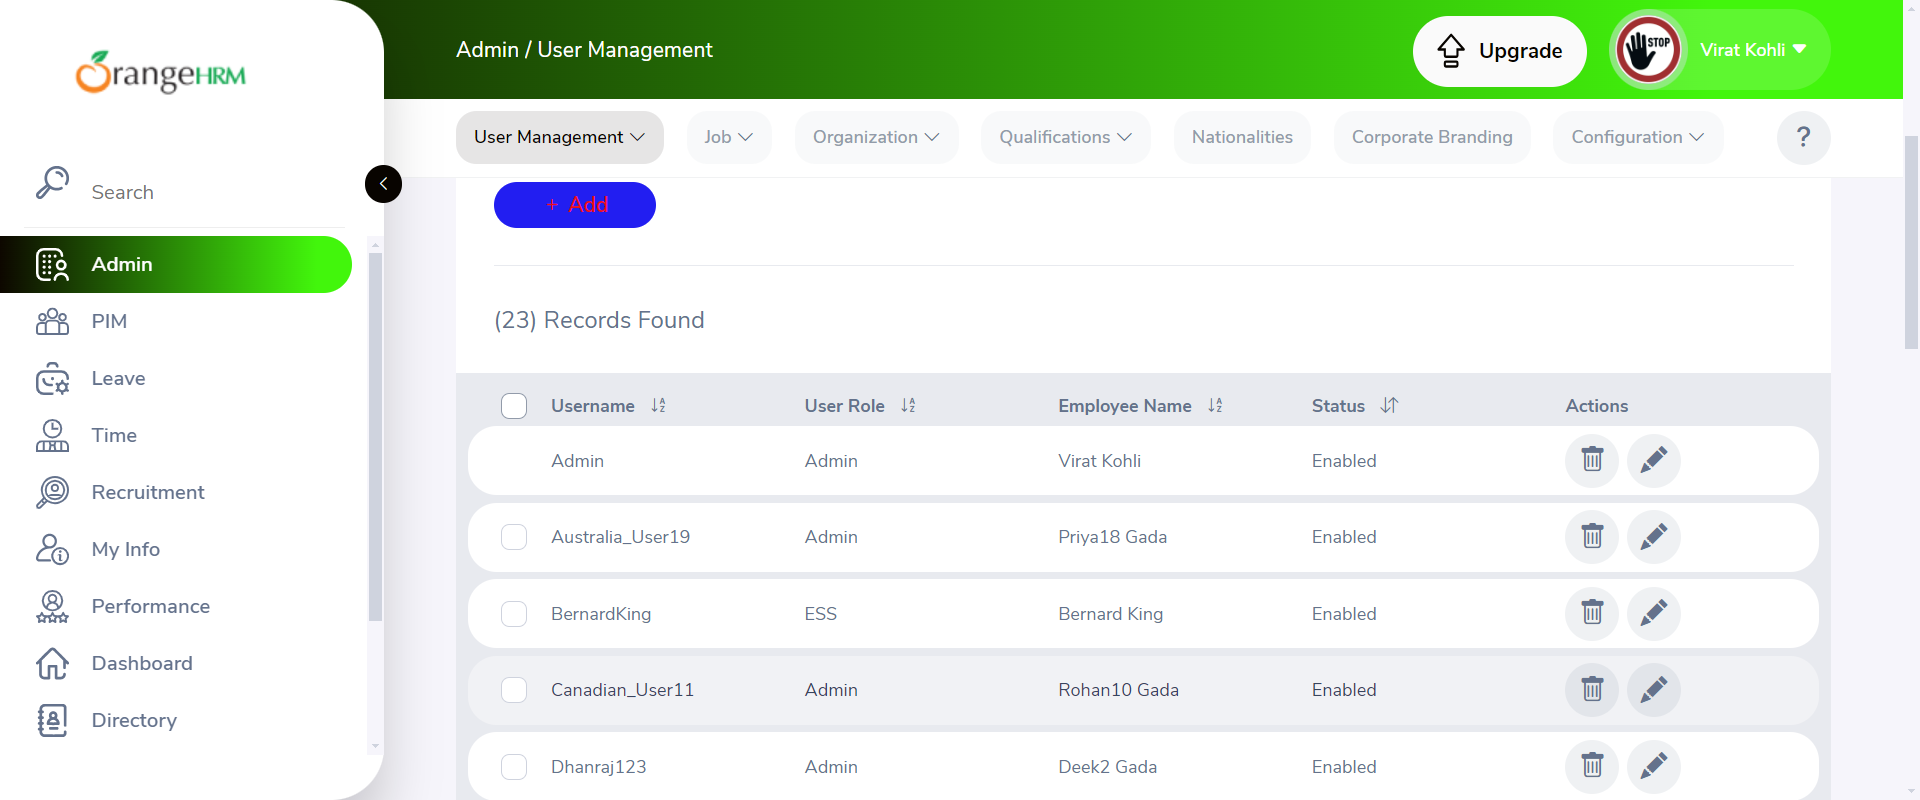 OrangeHRM
Admin / User Management
Upgrade
STOP
Virat Kohli
User Management
Job
Organization
Qualifications
Nationalities
Corporate Branding
Configuration
?
Search
Admin
PIM
Leave
Time
Recruitment
My Info
Performance
Dashboard
Directory
+ Add
(23) Records Found
Username User Role Employee Name Status Actions
Admin Admin Virat Kohli Enabled
Australia_User19 Admin Priya18 Gada Enabled
BernardKing ESS Bernard King Enabled
Canadian_User11 Admin Rohan10 Gada Enabled
Dhanraj123 Admin Deek2 Gada Enabled